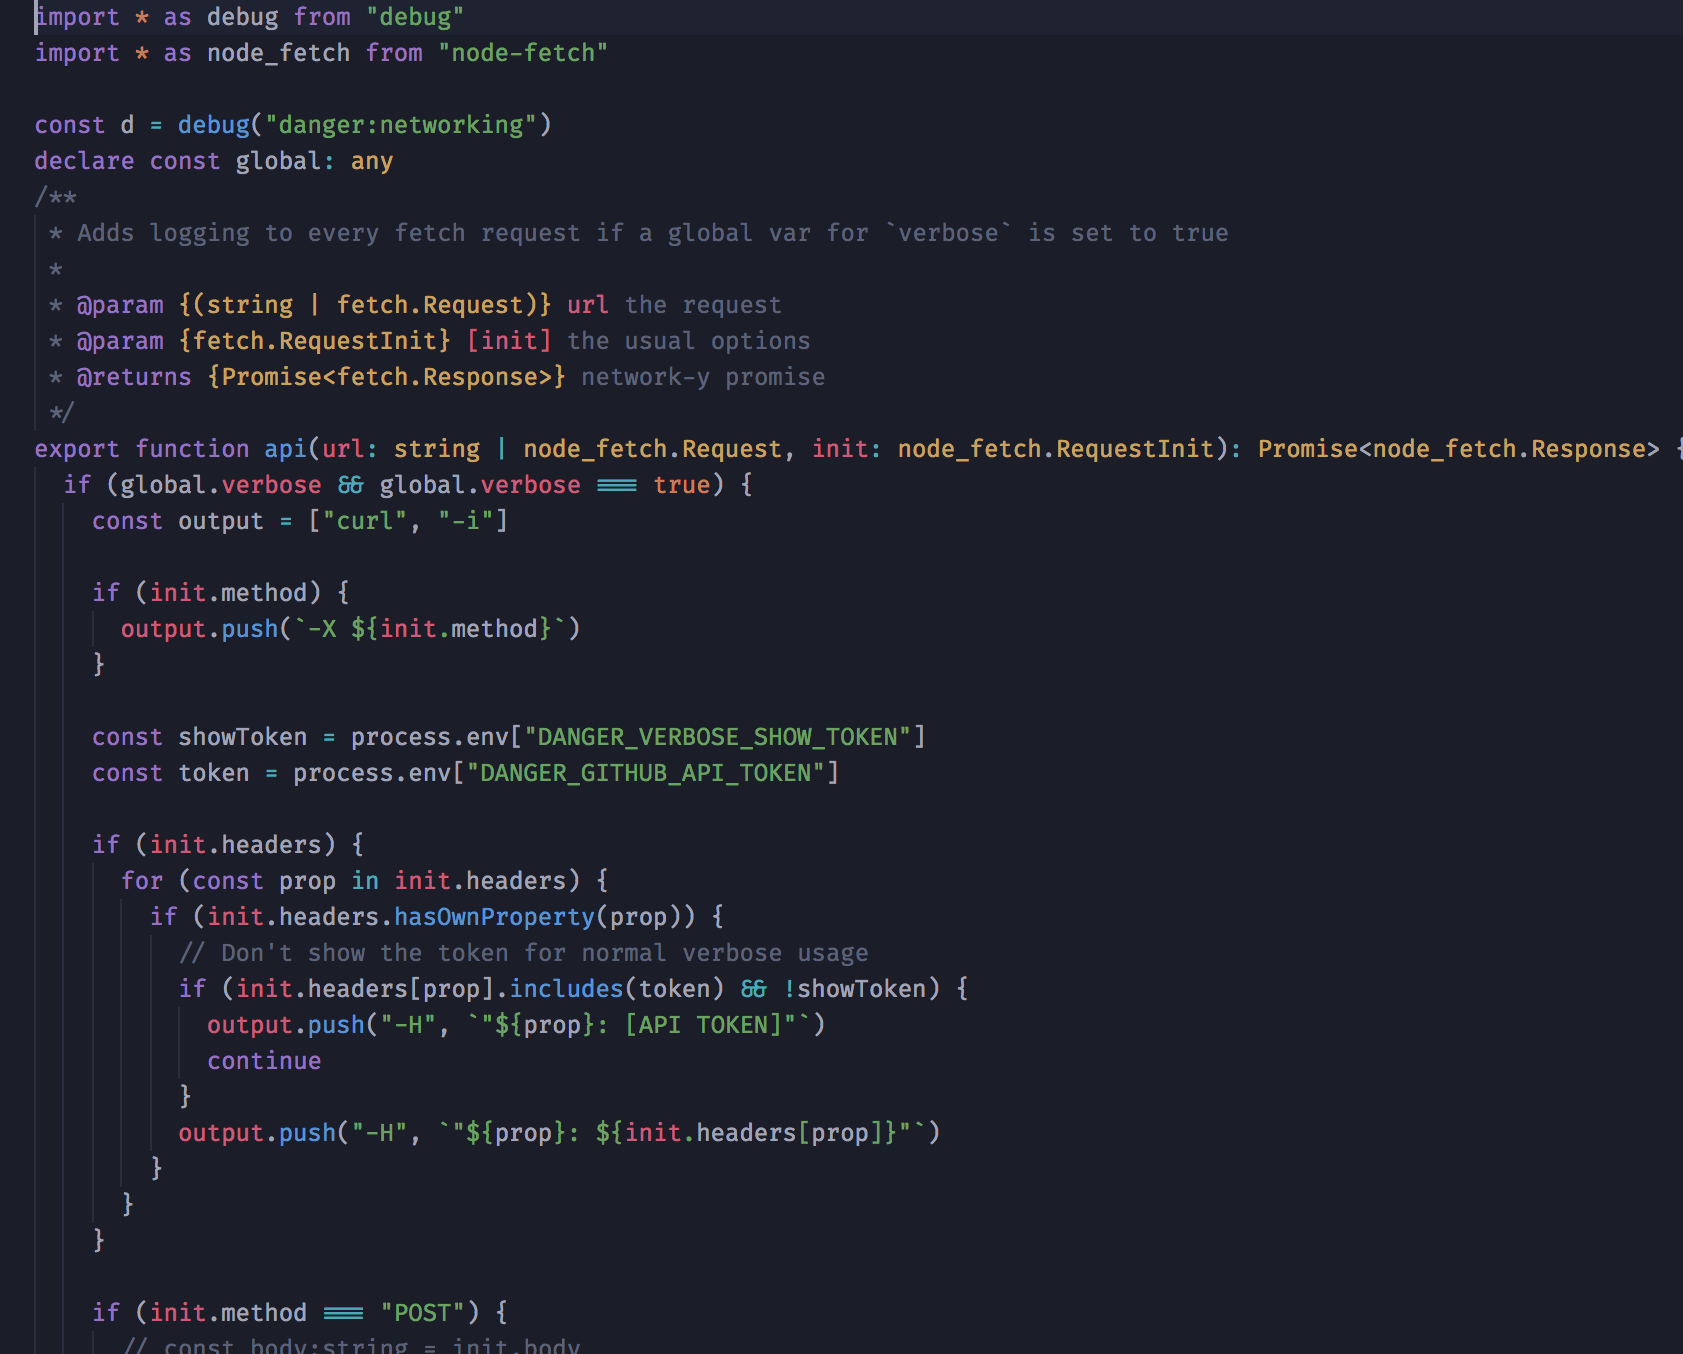 import * as debug from "debug"
import * as node_fetch from "node-fetch"

const d = debug("danger:networking")
declare const global: any
/**
 * Adds logging to every fetch request if a global var for `verbose` is set to true
 *
 * @param {(string | fetch.Request)} url the request
 * @param {fetch.RequestInit} [init] the usual options
 * @returns {Promise<fetch.Response>} network-y promise
 */
export function api(url: string | node_fetch.Request, init: node_fetch.RequestInit): Promise<node_fetch.Response> {
  if (global.verbose && global.verbose === true) {
    const output = ["curl", "-i"]

    if (init.method) {
      output.push(`-X ${init.method}`)
    }

    const showToken = process.env["DANGER_VERBOSE_SHOW_TOKEN"]
    const token = process.env["DANGER_GITHUB_API_TOKEN"]

    if (init.headers) {
      for (const prop in init.headers) {
        if (init.headers.hasOwnProperty(prop)) {
          // Don't show the token for normal verbose usage
          if (init.headers[prop].includes(token) && !showToken) {
            output.push("-H", `"${prop}: [API TOKEN]"`)
            continue
          }
          output.push("-H", `"${prop}: ${init.headers[prop]}"`)
        }
      }
    }

    if (init.method === "POST") {
      // const body:string = init.body